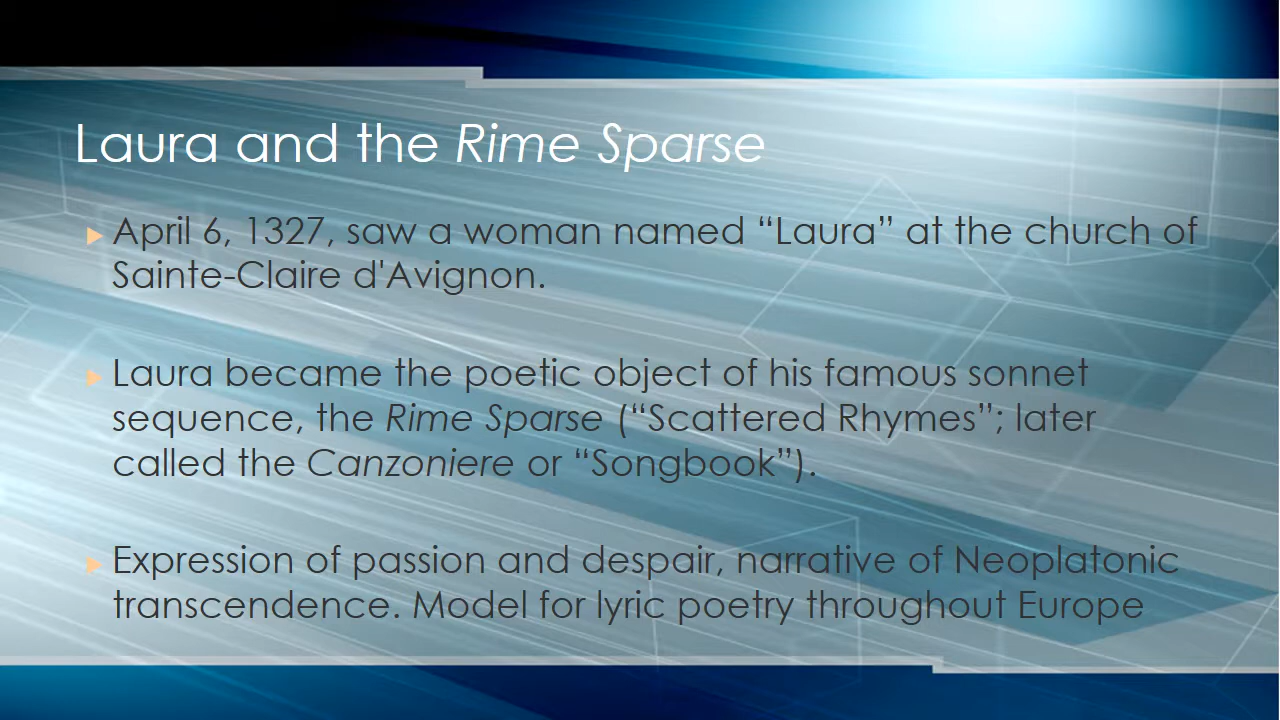 Laura and the Rime Sparse
April 6, 1327, saw a woman named “Laura” at the church of
Sainte-Claire d'Avignon.
Laura became the poetic object of his famous sonnet
sequence, the Rime Sparse (“Scattered Rhymes”; later
called the Canzoniere or “Songbook”).
Expression of passion and despair, narrative of Neoplatonic
transcendence. Model for lyric poetry throughout Europe